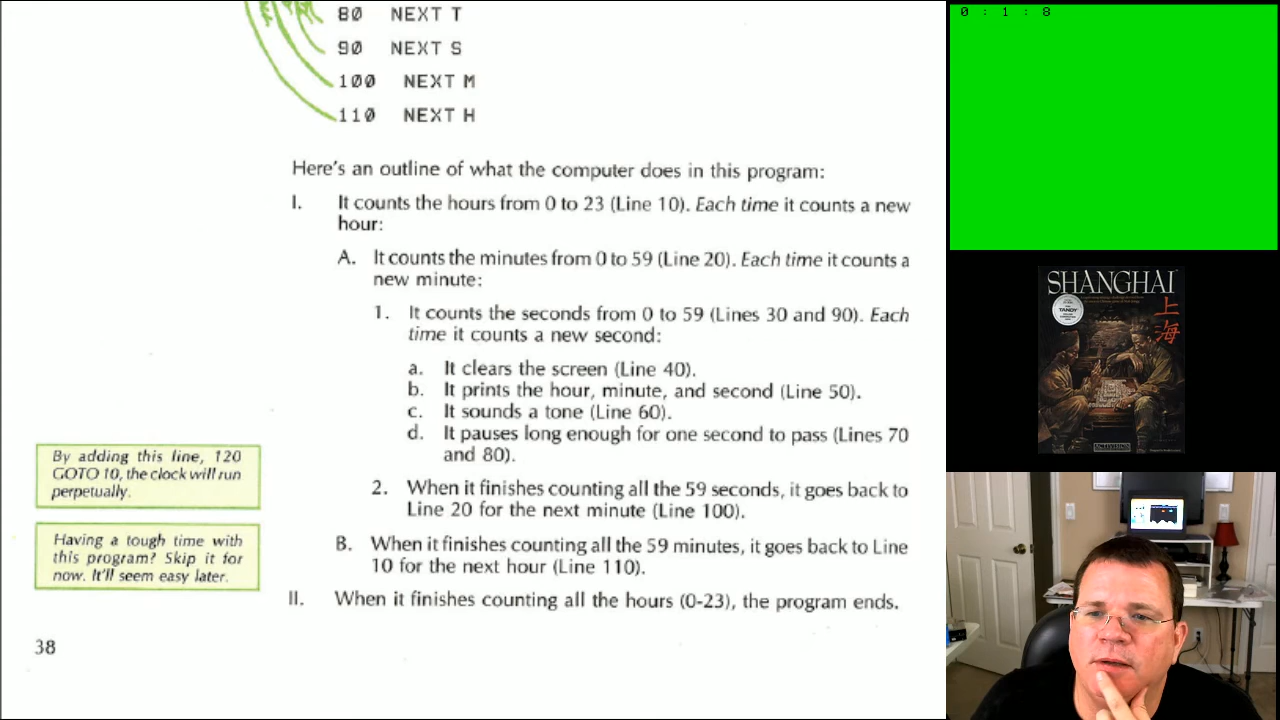 80 NEXT T
90 NEXT S
100 NEXT M
110 NEXT H
Here's an outline of what the computer does in this program:
I. It counts the hours from 0 to 23 (Line 10). Each time it counts a new
hour:
A. It counts the minutes from 0 to 59 (Line 20). Each time it counts a
new minute:
1. It counts the seconds from 0 to 59 (Lines 30 and 90). Each
time it counts a new second:
a. It clears the screen (Line 40).
b. It prints the hour, minute, and second (Line 50).
c. It sounds a tone (Line 60).
d. It pauses long enough for one second to pass (Lines 70
and 80).
2. When it finishes counting all the 59 seconds, it goes back to
Line 20 for the next minute (Line 100).
B. When it finishes counting all the 59 minutes, it goes back to Line
10 for the next hour (Line 110).
II. When it finishes counting all the hours (0-23), the program ends.
By adding this line, 120
GOTO 10, the clock will run
perpetually.
Having a tough time with
this program? Skip it for
now. It'll seem easy later.
38
0 : 1 : 8
SHANGHAI
上
海
TANDY
ACTIVISION